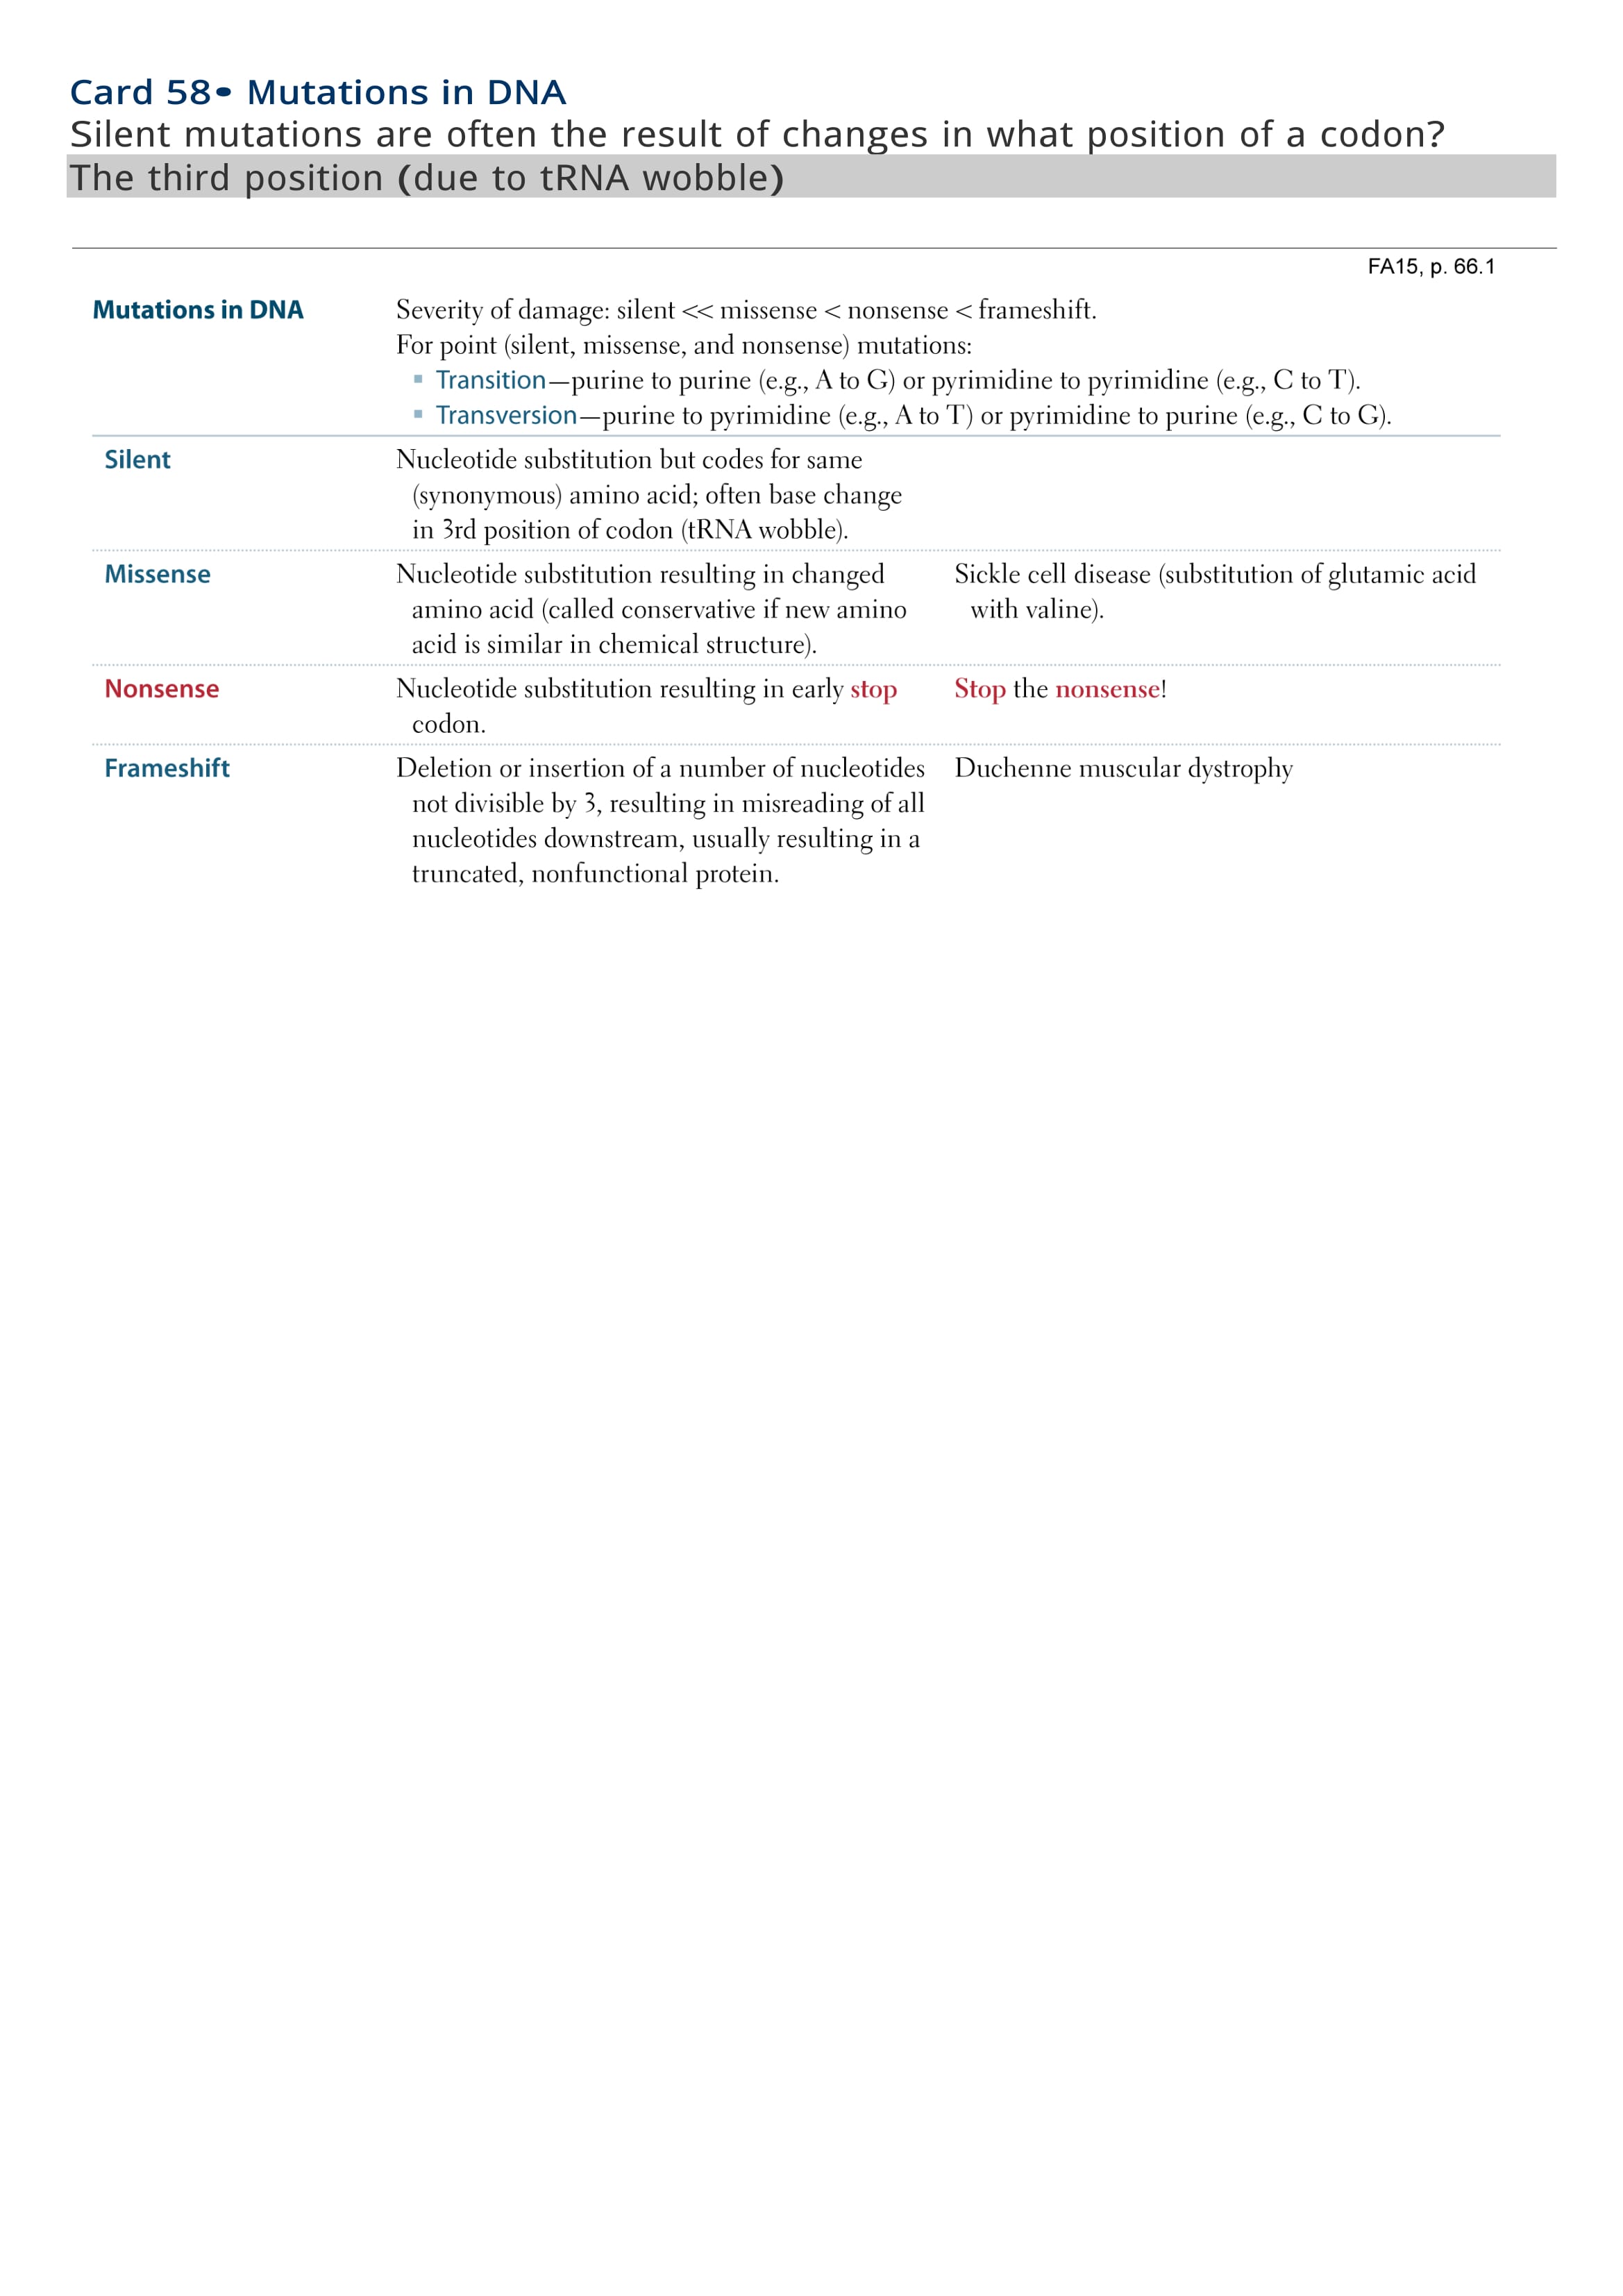 Card 58• Mutations in DNA
Silent mutations are often the result of changes in what position of a codon?
The third position (due to tRNA wobble)
FA15, p. 66.1
Mutations in DNA
Severity of damage: silent << missense < nonsense < frameshift.
For point (silent, missense, and nonsense) mutations:
▪ Transition—purine to purine (e.g., A to G) or pyrimidine to pyrimidine (e.g., C to T).
▪ Transversion—purine to pyrimidine (e.g., A to T) or pyrimidine to purine (e.g., C to G).
Silent
Nucleotide substitution but codes for same
(synonymous) amino acid; often base change
in 3rd position of codon (tRNA wobble).
Missense
Nucleotide substitution resulting in changed
amino acid (called conservative if new amino
acid is similar in chemical structure).
Sickle cell disease (substitution of glutamic acid
with valine).
Nonsense
Nucleotide substitution resulting in early stop
codon.
Stop the nonsense!
Frameshift
Deletion or insertion of a number of nucleotides
not divisible by 3, resulting in misreading of all
nucleotides downstream, usually resulting in a
truncated, nonfunctional protein.
Duchenne muscular dystrophy